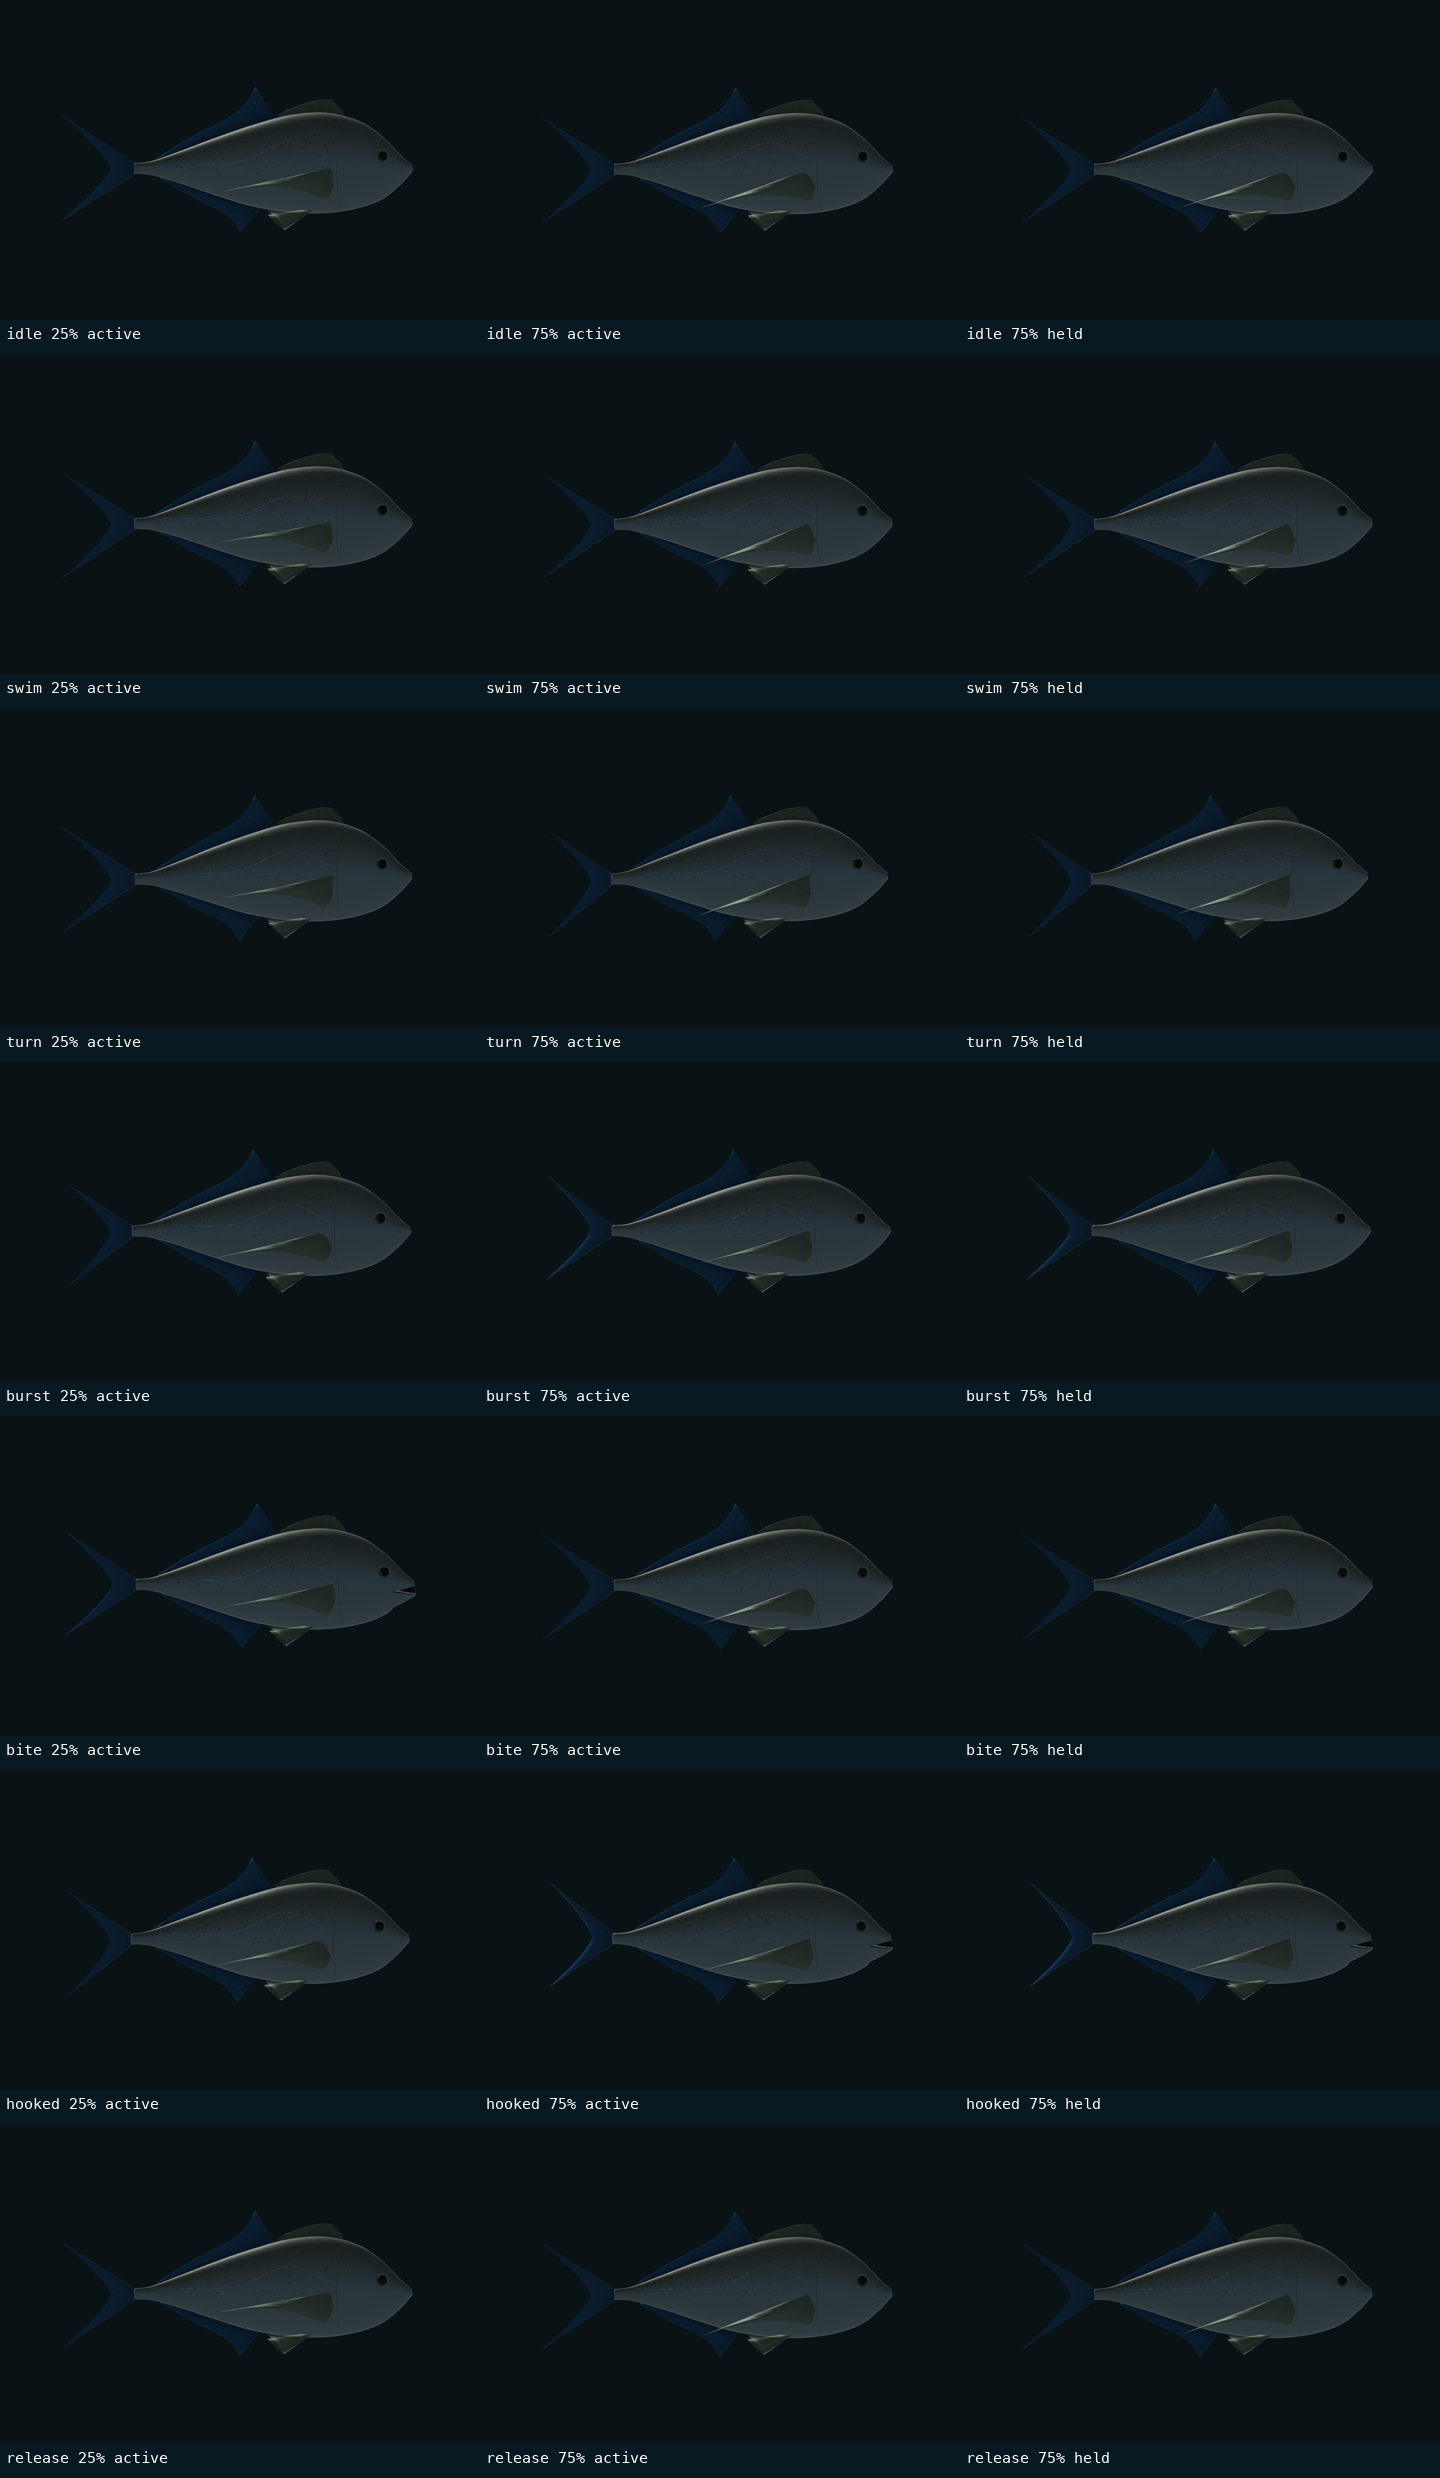 idle 25% active
idle 75% active
idle 75% held
swim 25% active
swim 75% active
swim 75% held
turn 25% active
turn 75% active
turn 75% held
burst 25% active
burst 75% active
burst 75% held
bite 25% active
bite 75% active
bite 75% held
hooked 25% active
hooked 75% active
hooked 75% held
release 25% active
release 75% active
release 75% held